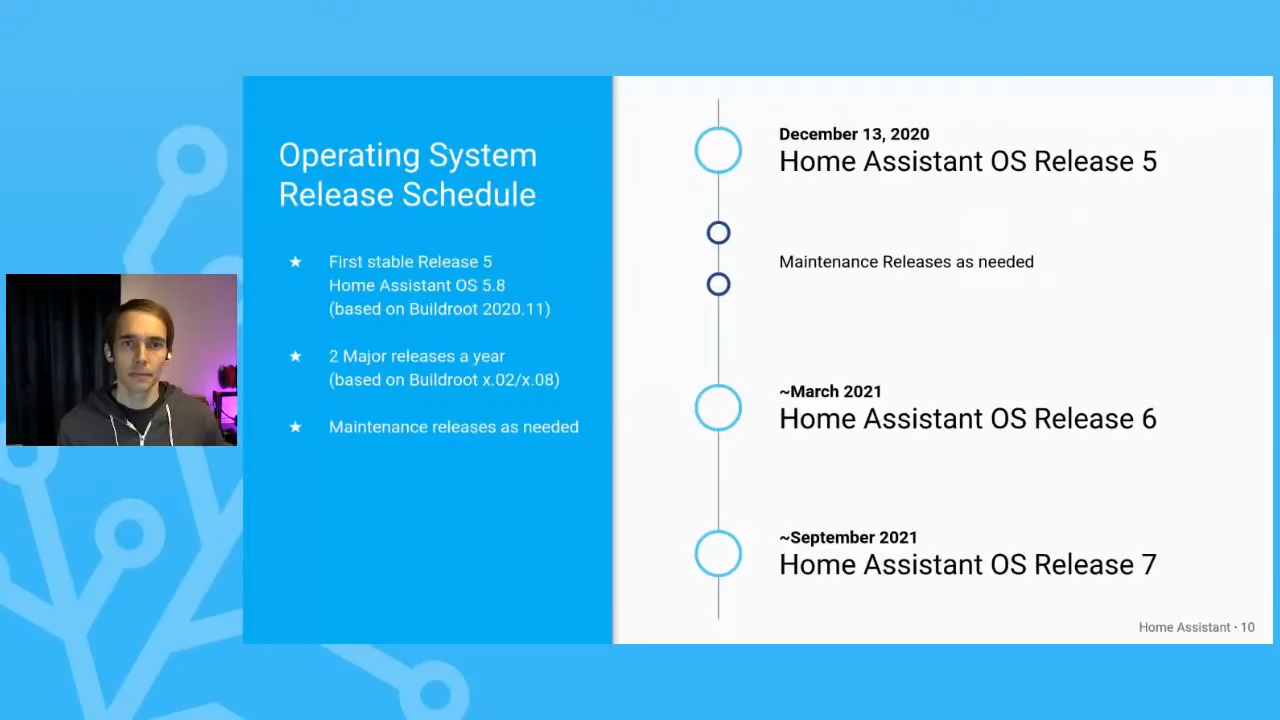 Operating System
Release Schedule
First stable Release 5
Home Assistant OS 5.8
(based on Buildroot 2020.11)
2 Major releases a year
(based on Buildroot x.02/x.08)
Maintenance releases as needed
December 13, 2020
Home Assistant OS Release 5
Maintenance Releases as needed
~March 2021
Home Assistant OS Release 6
~September 2021
Home Assistant OS Release 7
Home Assistant · 10